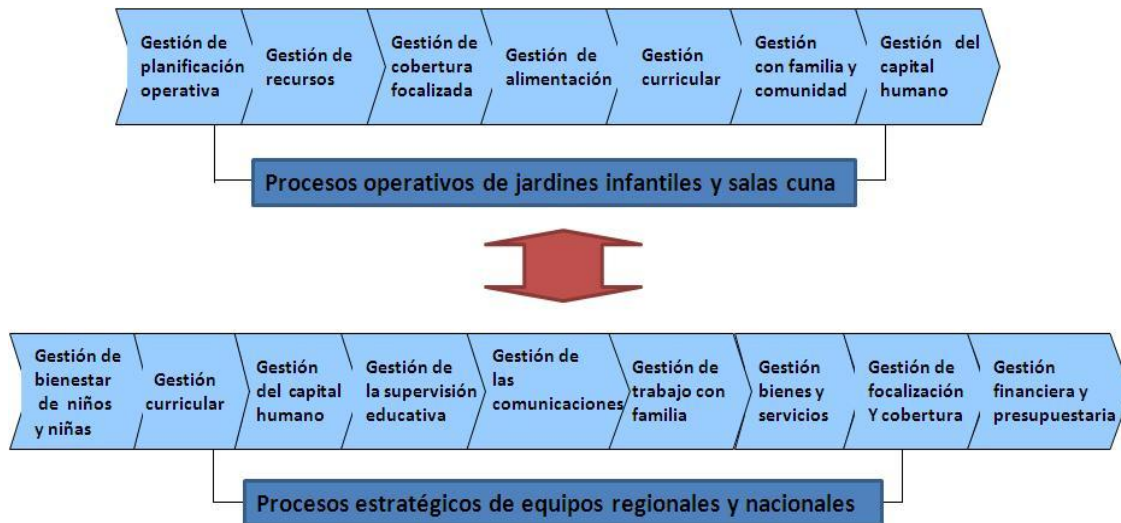 Gestión de
planificación
operativa
Gestión de
recursos
Gestión de
cobertura
focalizada
Gestión de
alimentación
Gestión
curricular
Gestión
con familia y
comunidad
Gestión del
capital
humano
Procesos operativos de jardines infantiles y salas cuna
Gestión de
bienestar
de niños
y niñas
Gestión
curricular
Gestión
del capital
humano
Gestión de
la supervisión
educativa
Gestión de
las
comunicaciones
Gestión de
trabajo con
familia
Gestión
bienes y
servicios
Gestión de
focalización
Y cobertura
Gestión
financiera y
presupuestaria
Procesos estratégicos de equipos regionales y nacionales